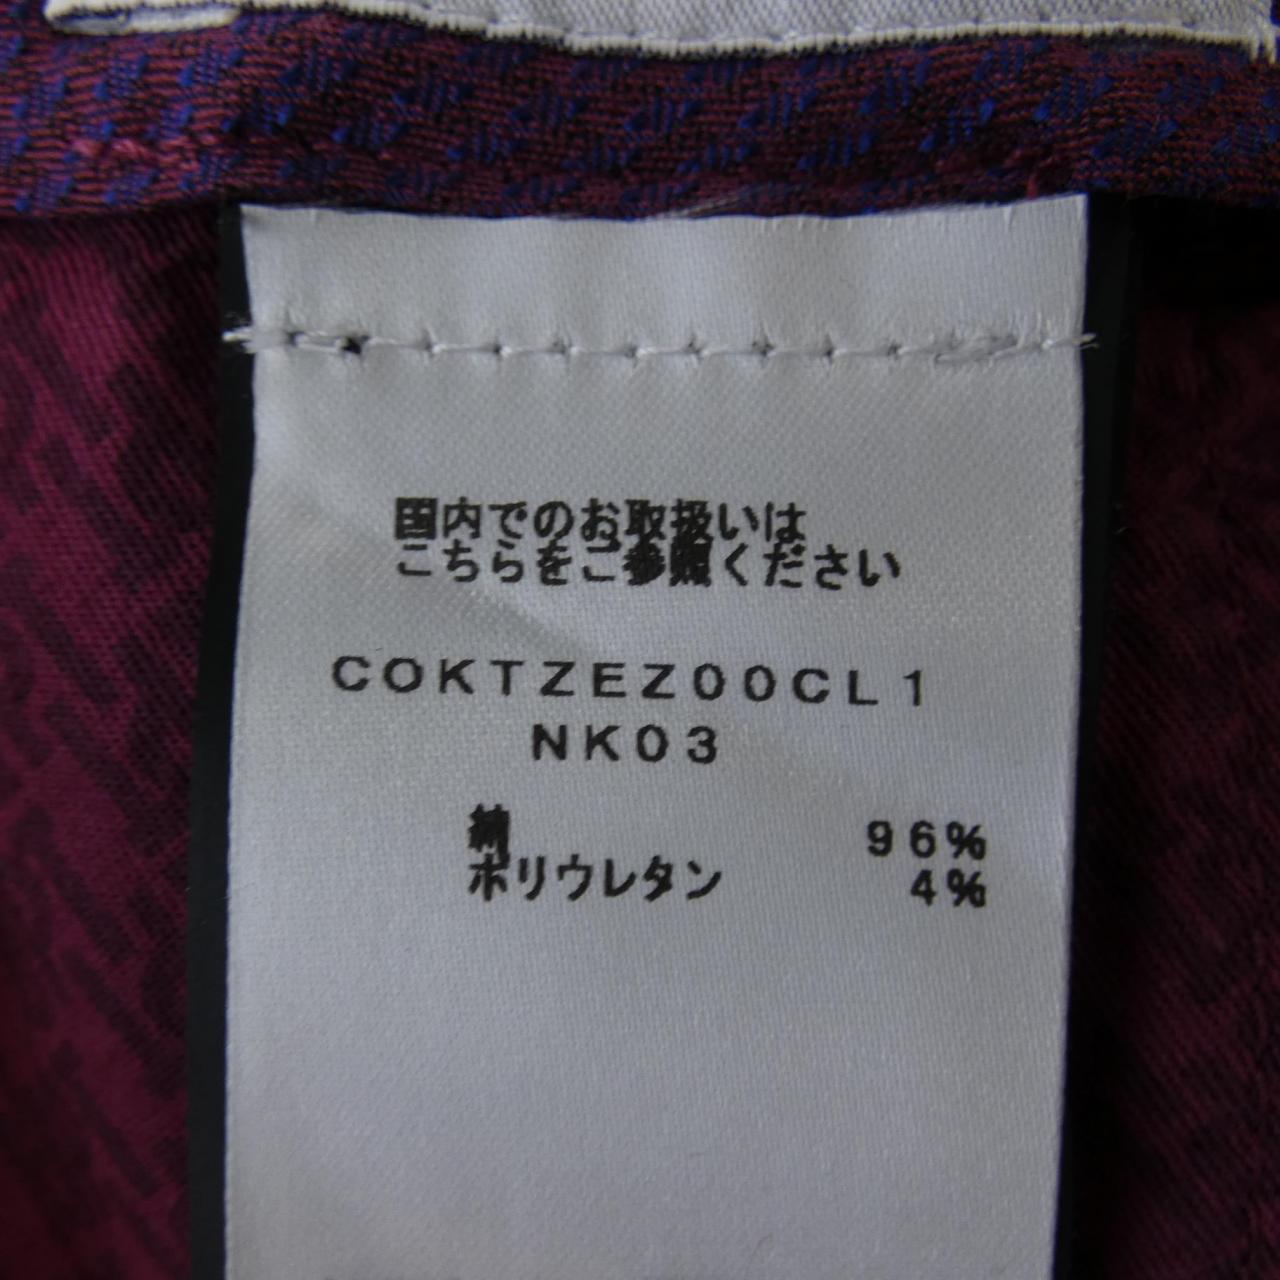 国内でのお取扱いは
こちらをご参照ください
COKTZEZ00CL1
NK03
綿 96%
ポリウレタン 4%